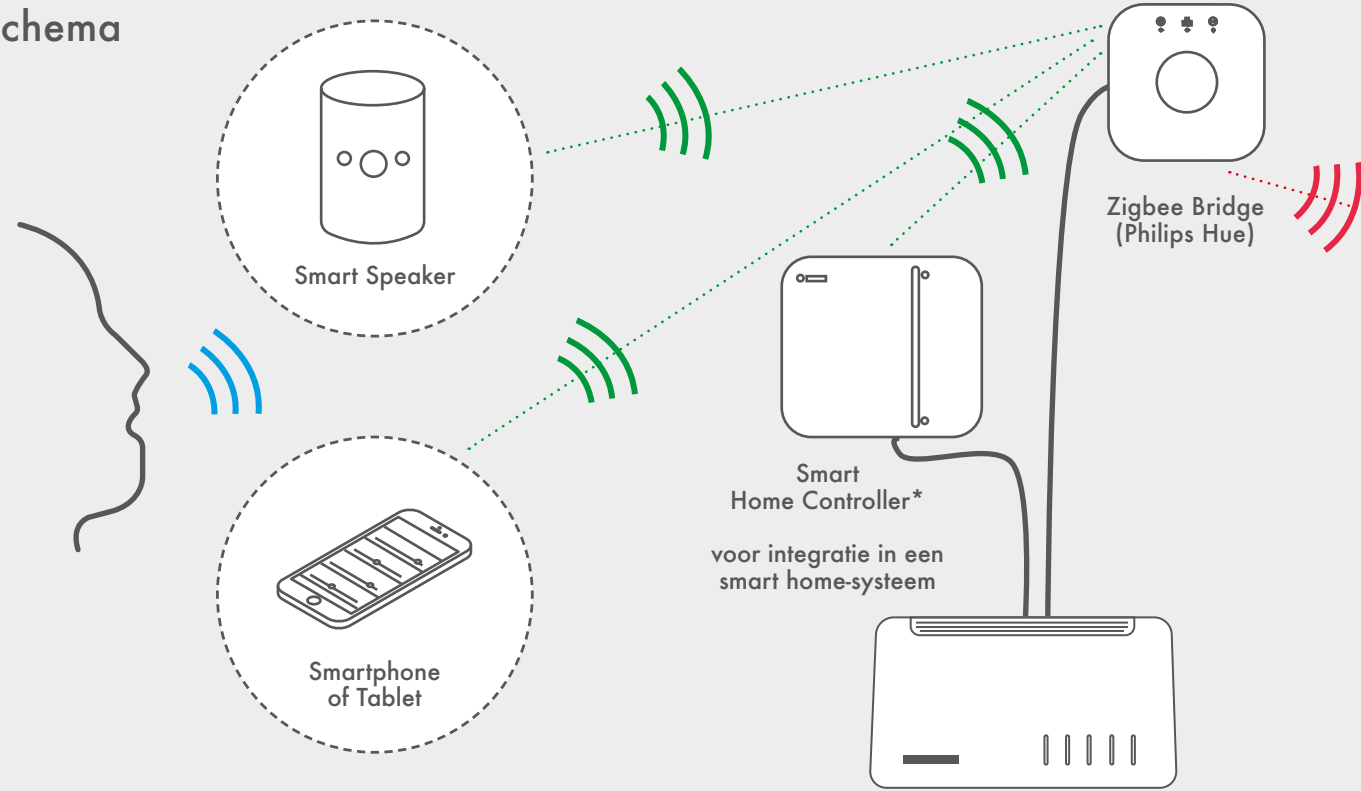 chema
Smart Speaker
Zigbee Bridge
(Philips Hue)
Smart
Home Controller*
voor integratie in een
smart home-systeem
Smartphone
of Tablet